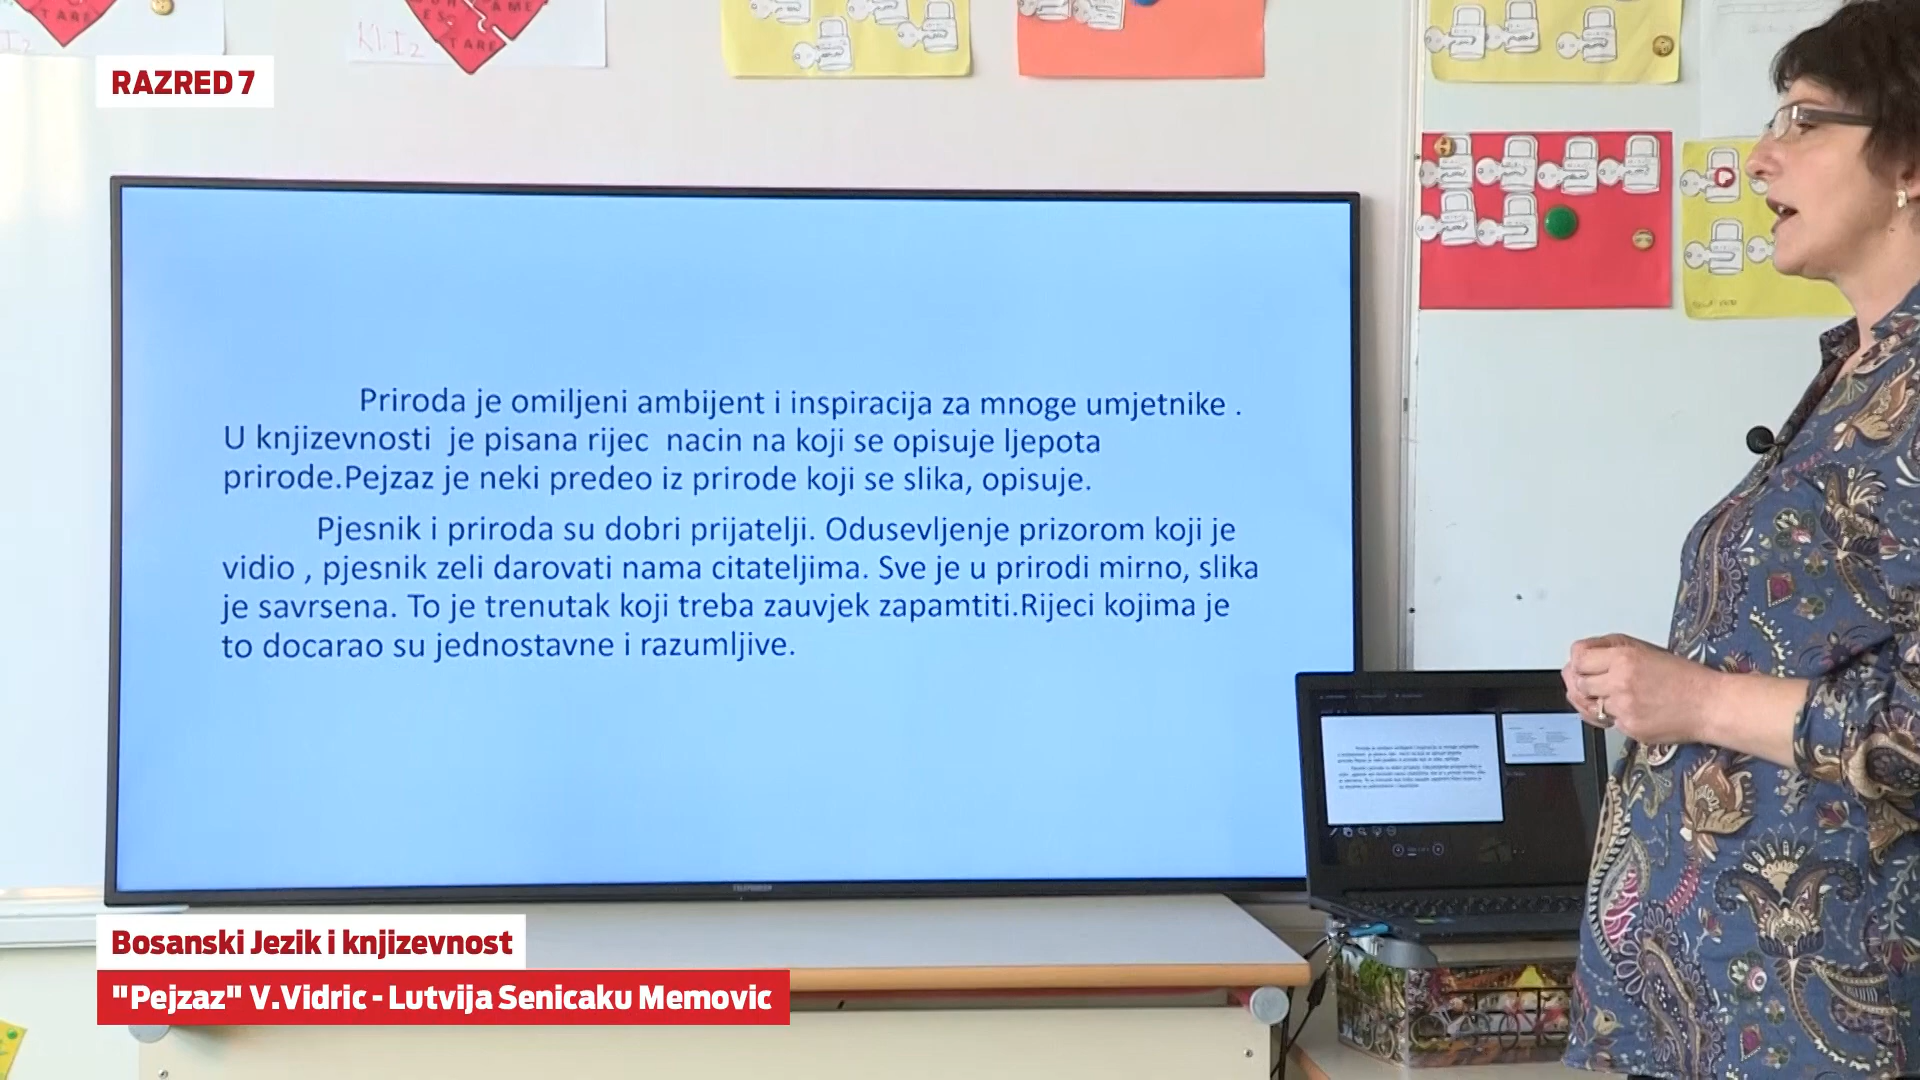 RAZRED 7
Priroda je omiljeni ambijent i inspiracija za mnoge umjetnike .
U knjizevnosti je pisana rijec nacin na koji se opisuje ljepota
prirode.Pejzaz je neki predeo iz prirode koji se slika, opisuje.
Pjesnik i priroda su dobri prijatelji. Odusevljenje prizorom koji je
vidio , pjesnik zeli darovati nama citateljima. Sve je u prirodi mirno, slika
je savrsena. To je trenutak koji treba zauvjek zapamtiti.Rijeci kojima je
to docarao su jednostavne i razumljive.
TELEFUNKEN
Bosanski Jezik i knjizevnost
"Pejzaz" V.Vidric - Lutvija Senicaku Memovic